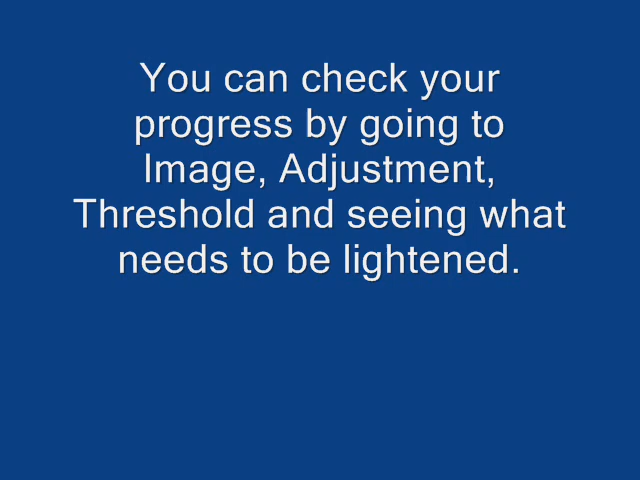 You can check your
progress by going to
Image, Adjustment,
Threshold and seeing what
needs to be lightened.